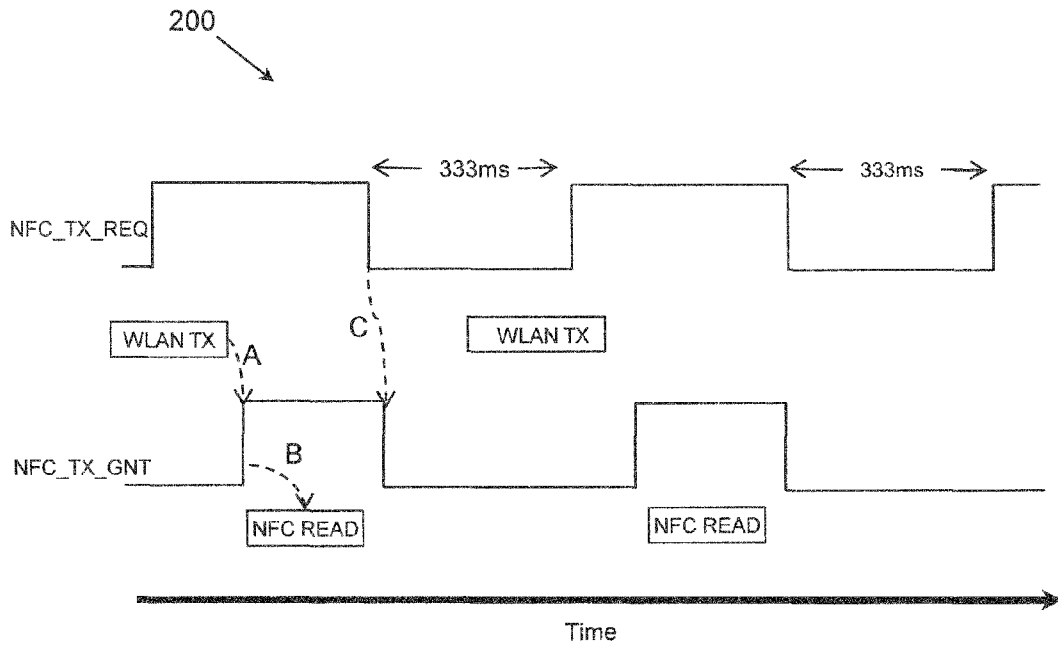 200
333ms
333ms
NFC_TX_REQ
WLAN TX
A
C
WLAN TX
NFC_TX_GNT
B
NFC READ
NFC READ
Time